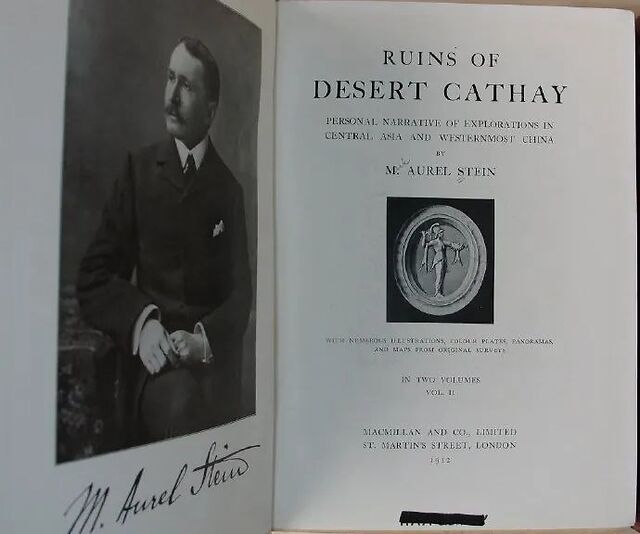 M. Aurel Stein
RUINS OF
DESERT CATHAY
PERSONAL NARRATIVE OF EXPLORATIONS IN
CENTRAL ASIA AND WESTERNMOST CHINA
BY
M. AUREL STEIN
WITH NUMEROUS ILLUSTRATIONS, COLOUR PLATES, PANORAMAS,
AND MAPS FROM ORIGINAL SURVEYS
IN TWO VOLUMES
VOL. II
MACMILLAN AND CO., LIMITED
ST. MARTIN'S STREET, LONDON
1912